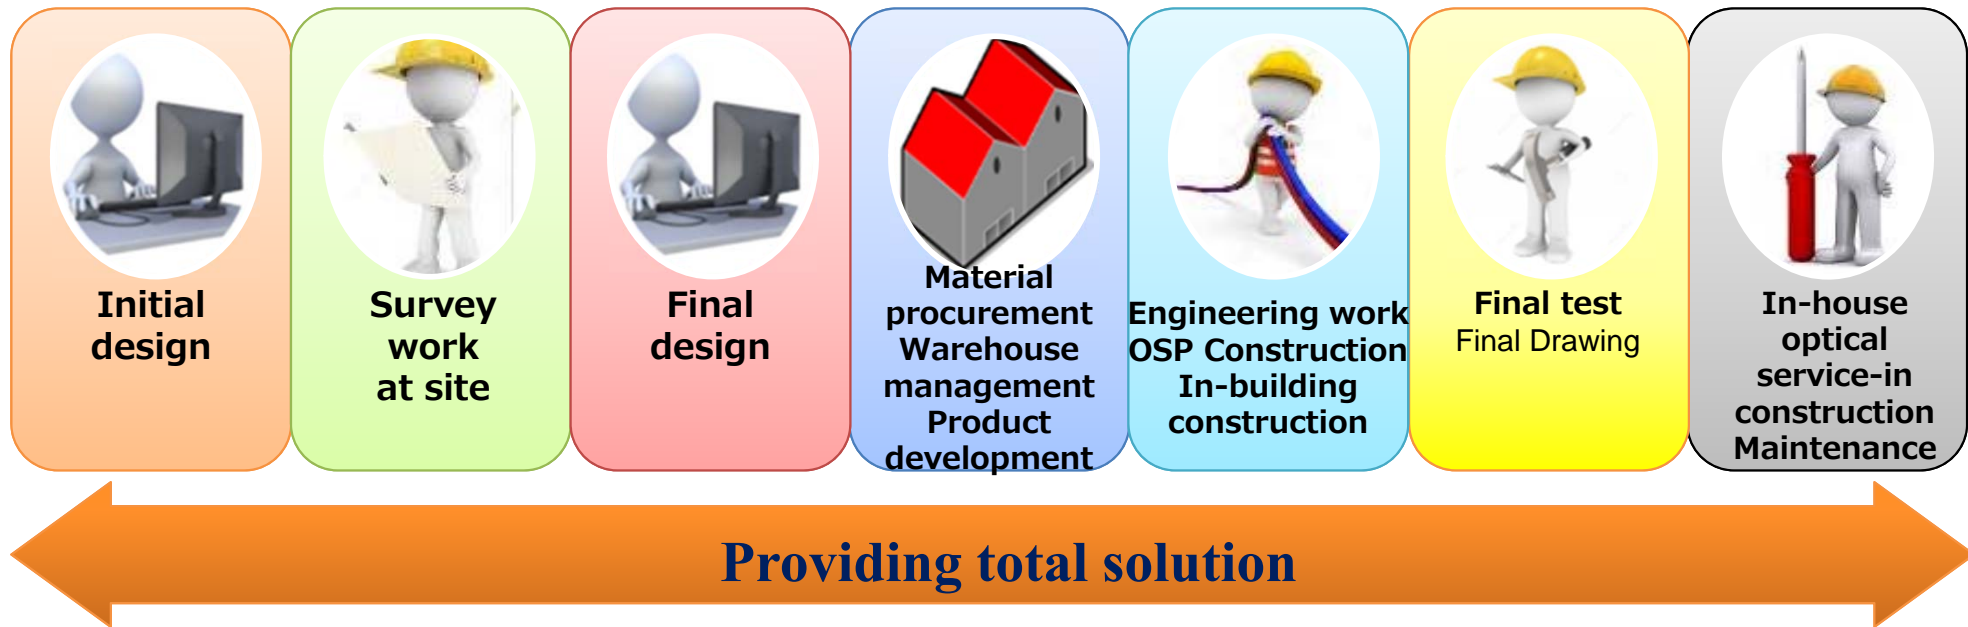 Initial
design
Survey
work
at site
Final
design
Material
procurement
Warehouse
management
Product
development
Engineering work
OSP Construction
In-building
construction
Final test
Final Drawing
In-house
optical
service-in
construction
Maintenance
Providing total solution